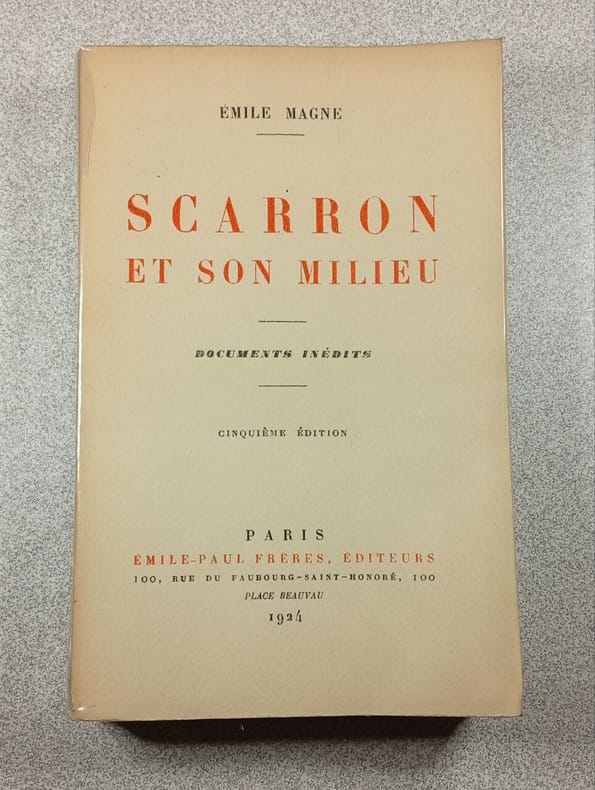 ÉMILE MAGNE
SCARRON
ET SON MILIEU
DOCUMENTS INÉDITS
CINQUIÈME ÉDITION
PARIS
ÉMILE-PAUL FRÈRES, ÉDITEURS
100, RUE DU FAUBOURG-SAINT-HONORÉ, 100
PLACE BEAUVAU
1924